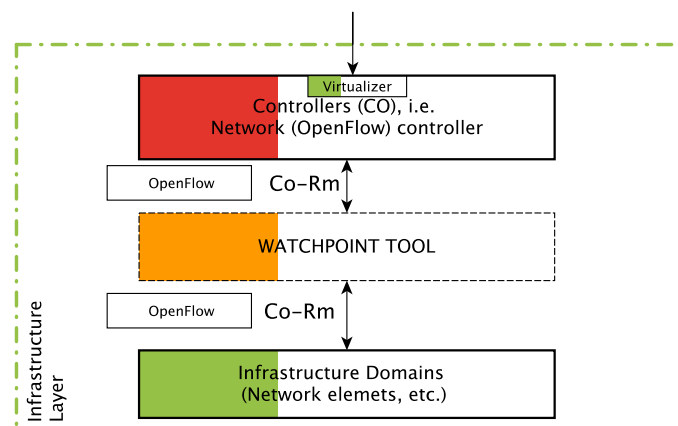 Virtualizer
Controllers (CO), i.e.
Network (OpenFlow) controller
OpenFlow
Co-Rm
WATCHPOINT TOOL
OpenFlow
Co-Rm
Infrastructure Domains
(Network elemets, etc.)
Infrastructure
Layer